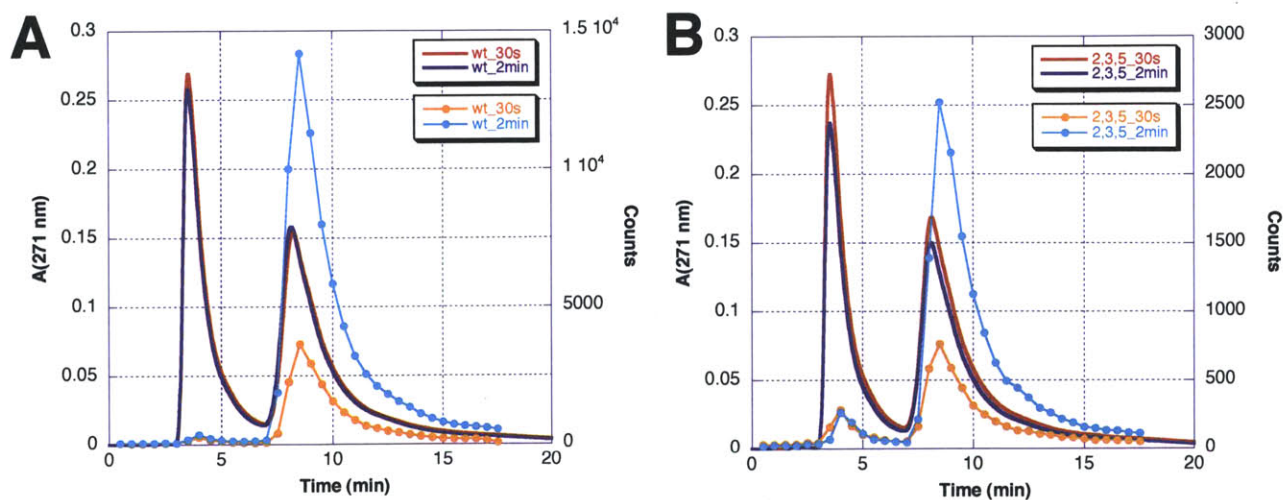 A
0.3
0.25
0.2
0.15
0.1
0.05
0
A(271 nm)
1.5 10⁴
1 10⁴
5000
0
Counts
wt_30s
wt_2min
wt_30s
wt_2min
0 5 10 15 20
Time (min)
B
0.3
0.25
0.2
0.15
0.1
0.05
0
A(271 nm)
3000
2500
2000
1500
1000
500
0
Counts
2,3,5_30s
2,3,5_2min
2,3,5_30s
2,3,5_2min
0 5 10 15 20
Time (min)